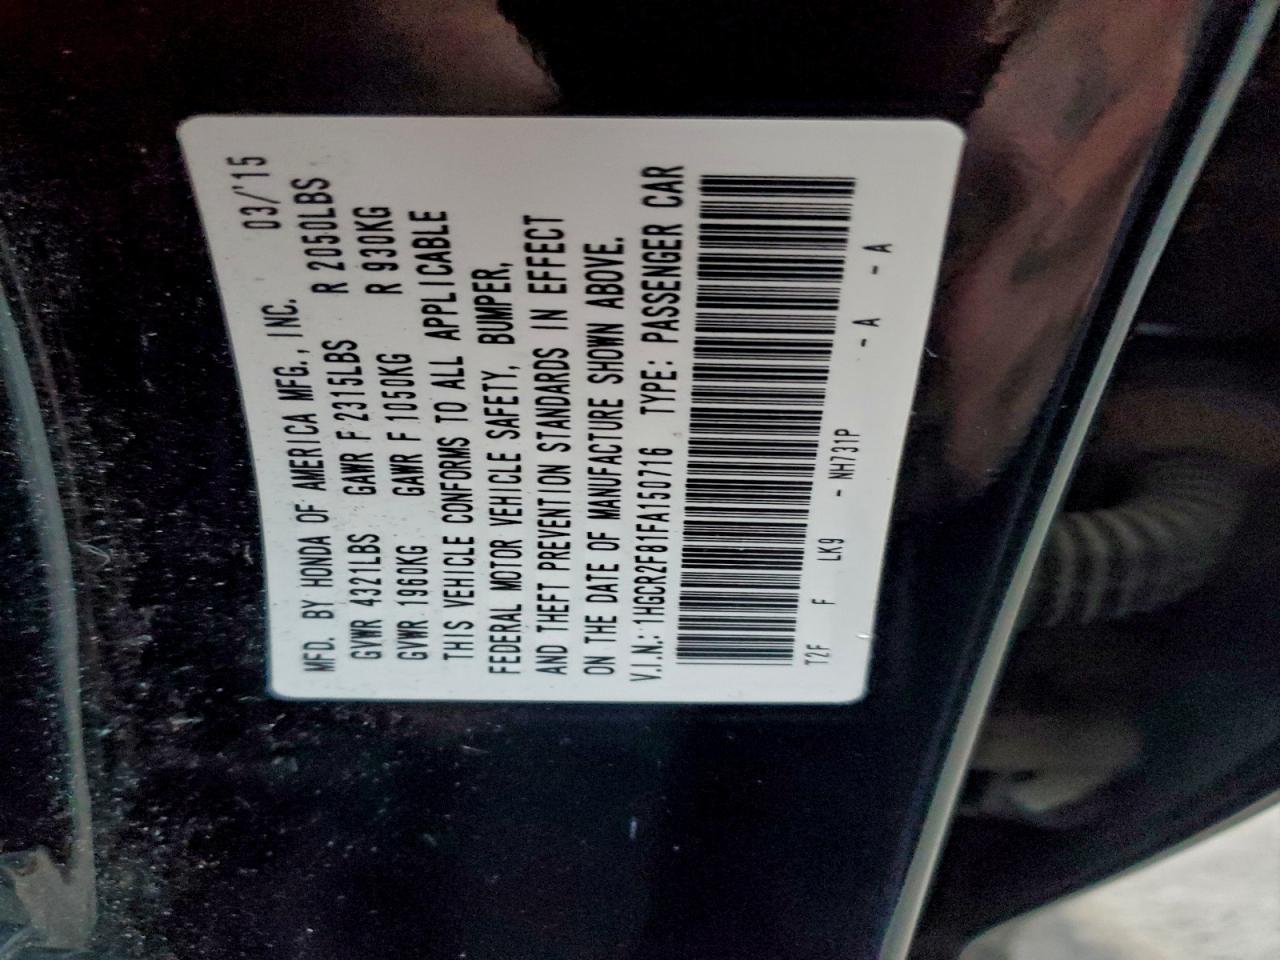 03/'15
MFD. BY HONDA OF AMERICA MFG., INC.
GVWR 4321LBS GAWR F 2315LBS R 2050LBS
GVWR 1960KG GAWR F 1050KG R 930KG
THIS VEHICLE CONFORMS TO ALL APPLICABLE
FEDERAL MOTOR VEHICLE SAFETY, BUMPER,
AND THEFT PREVENTION STANDARDS IN EFFECT
ON THE DATE OF MANUFACTURE SHOWN ABOVE.
V.I.N.: 1HGCR2F81FA150716 TYPE: PASSENGER CAR
T2F F LK9 - NH731P - A - A